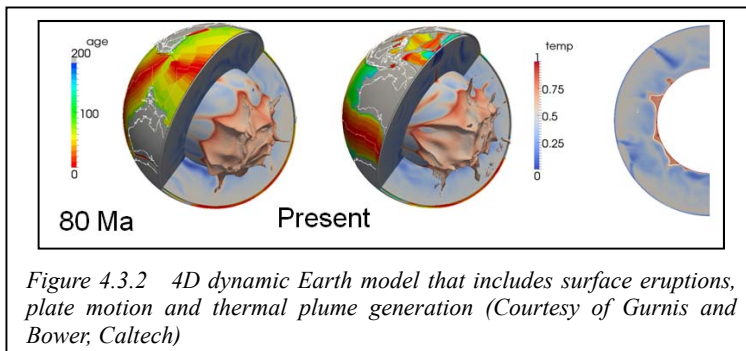 age
200
100
0
80 Ma
Present
temp
1
0.75
0.5
0.25
0
Figure 4.3.2 4D dynamic Earth model that includes surface eruptions,
plate motion and thermal plume generation (Courtesy of Gurnis and
Bower, Caltech)